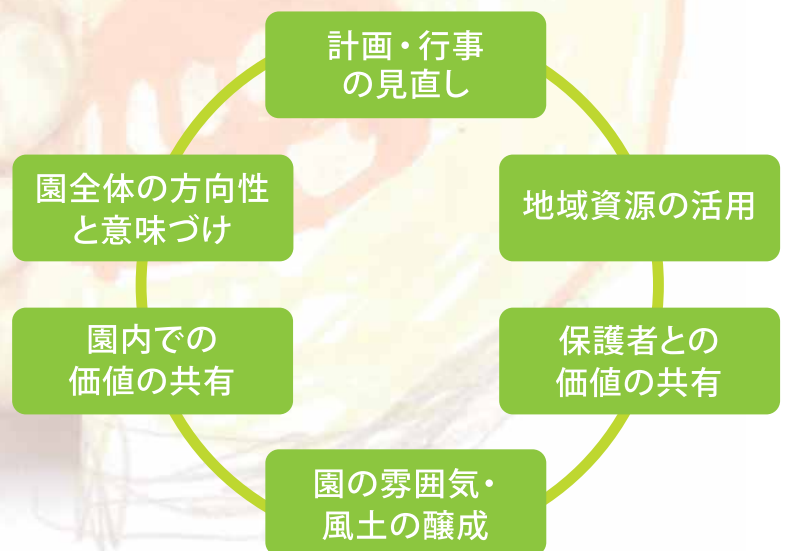 計画・行事
の見直し
園全体の方向性
と意味づけ
地域資源の活用
園内での
価値の共有
保護者との
価値の共有
園の雰囲気・
風土の醸成